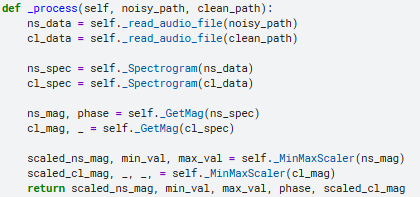 def _process(self, noisy_path, clean_path):
ns_data = self._read_audio_file(noisy_path)
cl_data = self._read_audio_file(clean_path)
ns_spec = self._Spectrogram(ns_data)
cl_spec = self._Spectrogram(cl_data)
ns_mag, phase = self._GetMag(ns_spec)
cl_mag, _ = self._GetMag(cl_spec)
scaled_ns_mag, min_val, max_val = self._MinMaxScaler(ns_mag)
scaled_cl_mag, _, _, = self._MinMaxScaler(cl_mag)
return scaled_ns_mag, min_val, max_val, phase, scaled_cl_mag